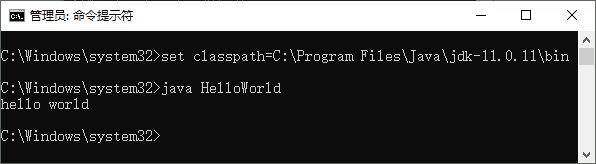 管理员: 命令提示符
C:\Windows\system32>set classpath=C:\Program Files\Java\jdk-11.0.11\bin
C:\Windows\system32>java HelloWorld
hello world
C:\Windows\system32>